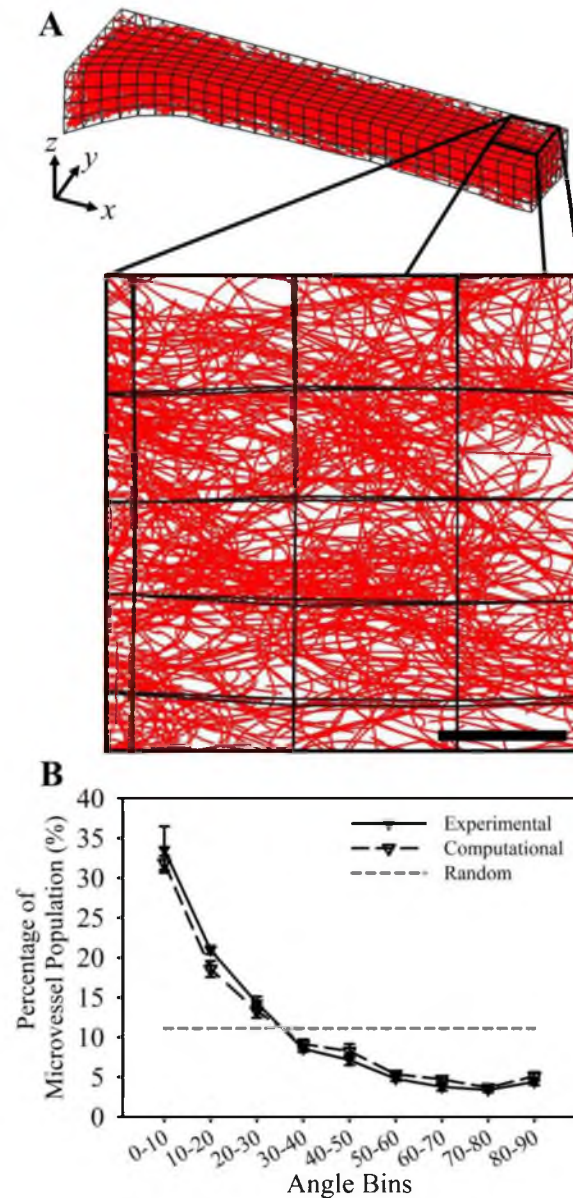 A
z
y
x
B
Percentage of
Microvessel Population (%)
40
35
30
25
20
15
10
5
0
Experimental
Computational
Random
0-10
10-20
20-30
30-40
40-50
50-60
60-70
70-80
80-90
Angle Bins